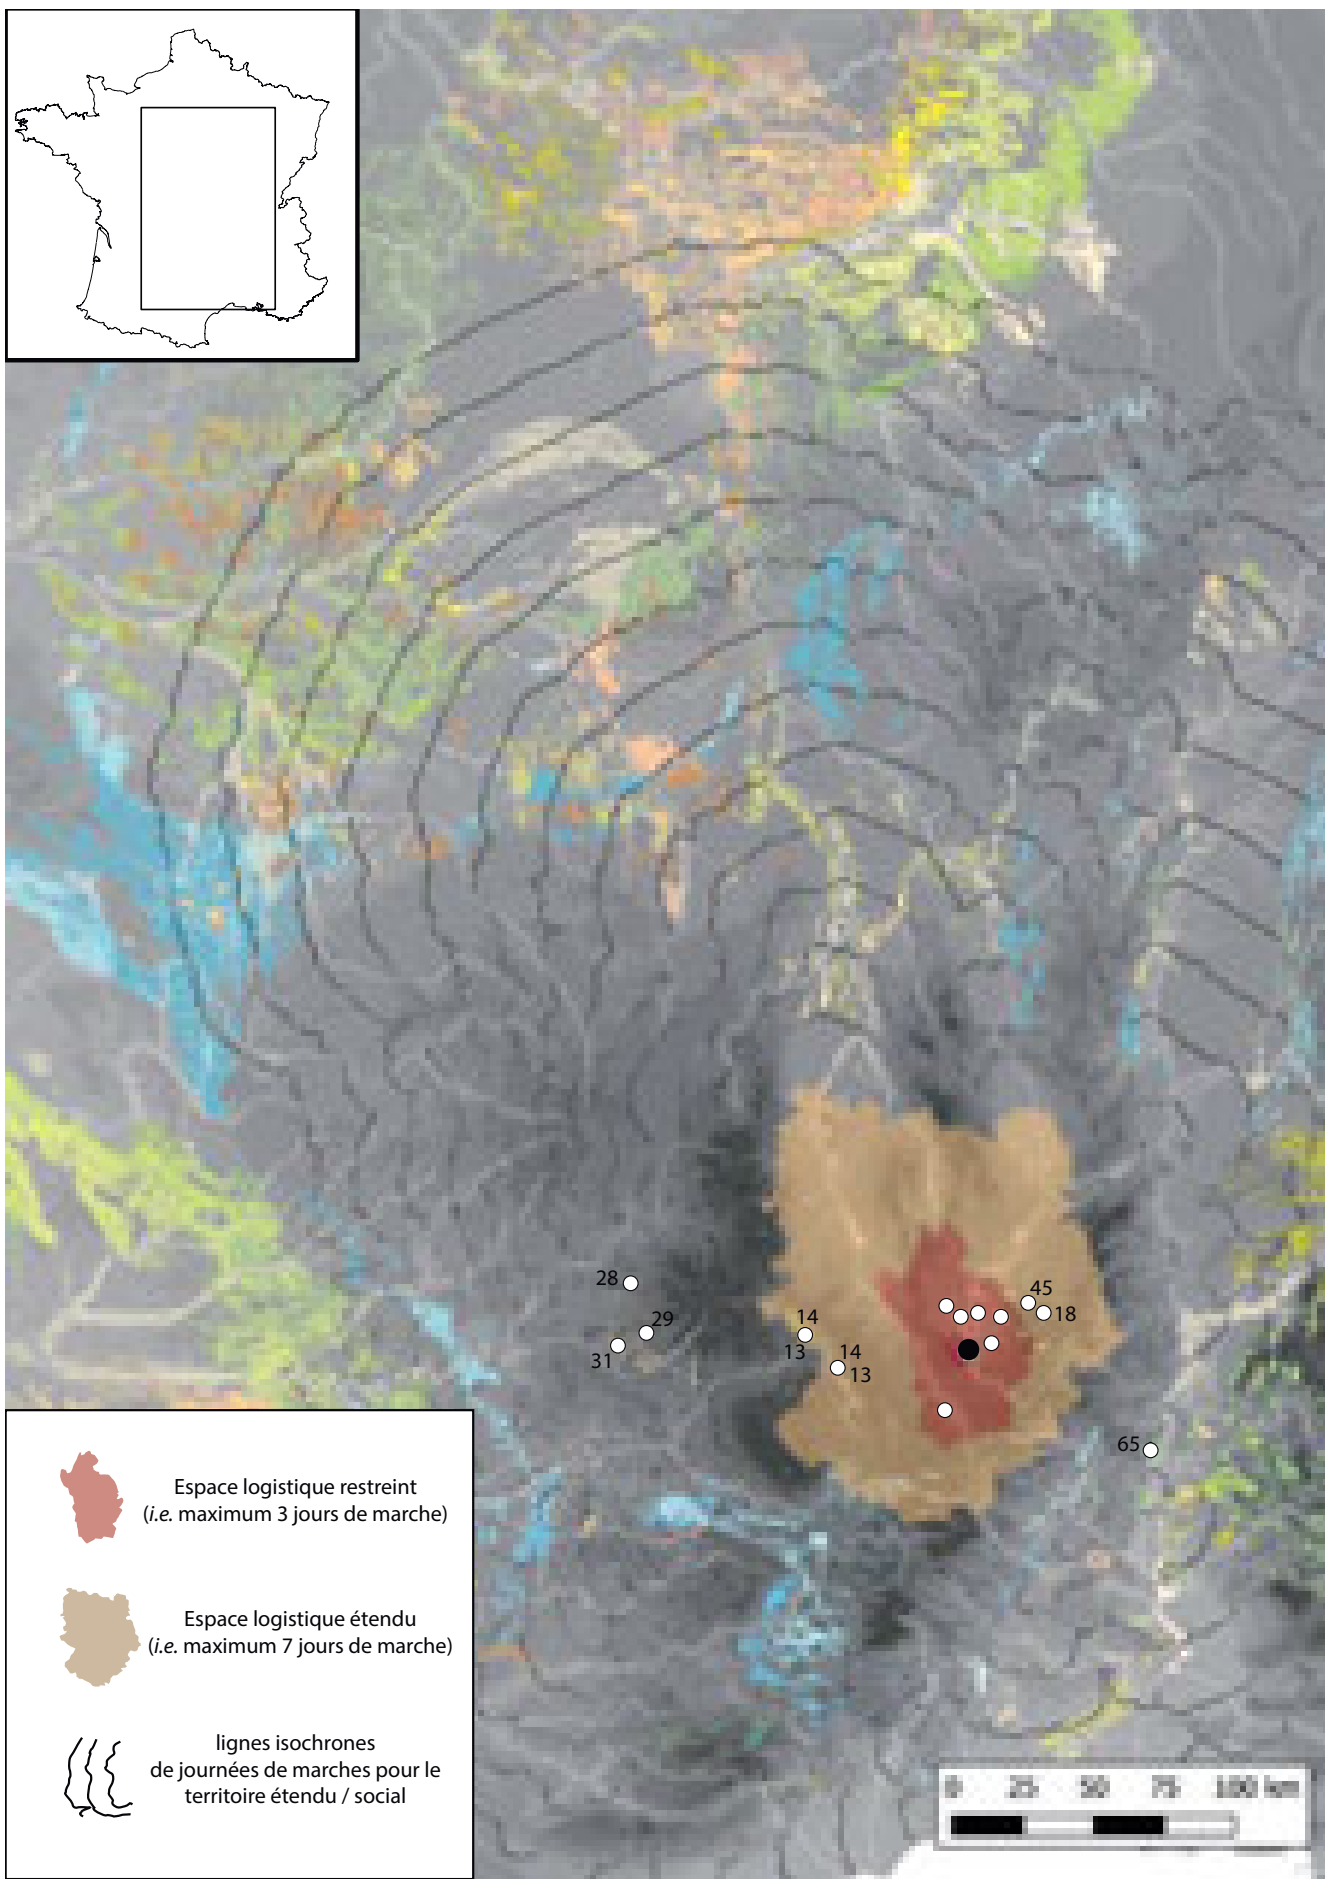 28
29
31
14
13
14
13
45
18
65
Espace logistique restreint
(i.e. maximum 3 jours de marche)
Espace logistique étendu
(i.e. maximum 7 jours de marche)
lignes isochrones
de journées de marches pour le
territoire étendu / social
0 25 50 75 100 km